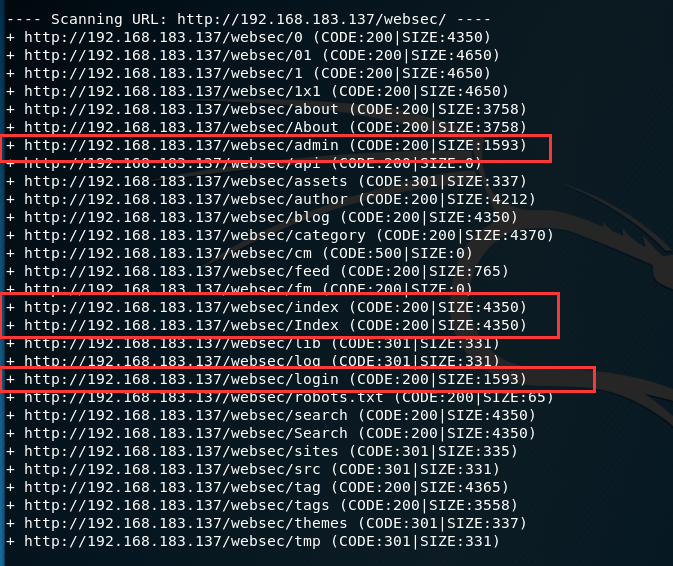 ---- Scanning URL: http://192.168.183.137/websec/ ----
+ http://192.168.183.137/websec/0 (CODE:200|SIZE:4350)
+ http://192.168.183.137/websec/01 (CODE:200|SIZE:4650)
+ http://192.168.183.137/websec/1 (CODE:200|SIZE:4650)
+ http://192.168.183.137/websec/1x1 (CODE:200|SIZE:4650)
+ http://192.168.183.137/websec/about (CODE:200|SIZE:3758)
+ http://192.168.183.137/websec/About (CODE:200|SIZE:3758)
+ http://192.168.183.137/websec/admin (CODE:200|SIZE:1593)
+ http://192.168.183.137/websec/api (CODE:200|SIZE:0)
+ http://192.168.183.137/websec/assets (CODE:301|SIZE:337)
+ http://192.168.183.137/websec/author (CODE:200|SIZE:4212)
+ http://192.168.183.137/websec/blog (CODE:200|SIZE:4350)
+ http://192.168.183.137/websec/category (CODE:200|SIZE:4370)
+ http://192.168.183.137/websec/cm (CODE:500|SIZE:0)
+ http://192.168.183.137/websec/feed (CODE:200|SIZE:765)
+ http://192.168.183.137/websec/fm (CODE:200|SIZE:0)
+ http://192.168.183.137/websec/index (CODE:200|SIZE:4350)
+ http://192.168.183.137/websec/Index (CODE:200|SIZE:4350)
+ http://192.168.183.137/websec/lib (CODE:301|SIZE:331)
+ http://192.168.183.137/websec/log (CODE:301|SIZE:331)
+ http://192.168.183.137/websec/login (CODE:200|SIZE:1593)
+ http://192.168.183.137/websec/robots.txt (CODE:200|SIZE:65)
+ http://192.168.183.137/websec/search (CODE:200|SIZE:4350)
+ http://192.168.183.137/websec/Search (CODE:200|SIZE:4350)
+ http://192.168.183.137/websec/sites (CODE:301|SIZE:335)
+ http://192.168.183.137/websec/src (CODE:301|SIZE:331)
+ http://192.168.183.137/websec/tag (CODE:200|SIZE:4365)
+ http://192.168.183.137/websec/tags (CODE:200|SIZE:3558)
+ http://192.168.183.137/websec/themes (CODE:301|SIZE:337)
+ http://192.168.183.137/websec/tmp (CODE:301|SIZE:331)